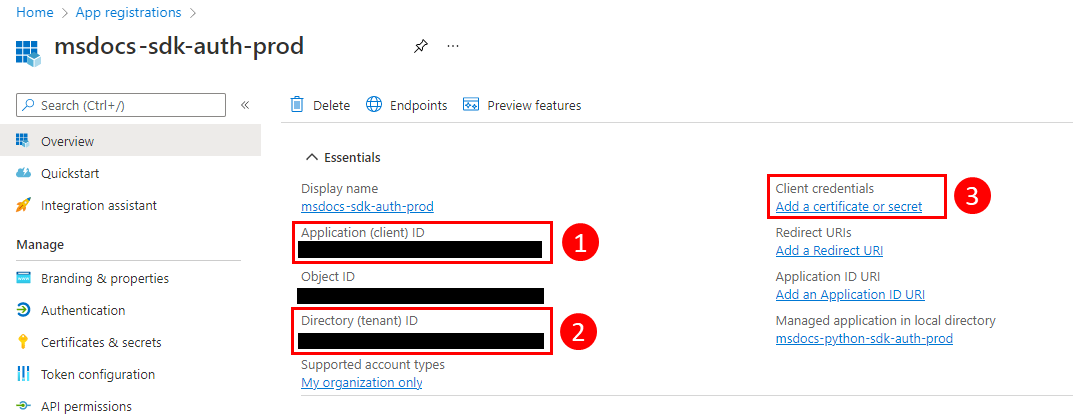 Home > App registrations >
msdocs-sdk-auth-prod
...
Search (Ctrl+/)
«
Overview
Quickstart
Integration assistant
Manage
Branding & properties
Authentication
Certificates & secrets
Token configuration
API permissions
Delete
Endpoints
Preview features
Essentials
Display name
msdocs-sdk-auth-prod
Application (client) ID
1
Object ID
Directory (tenant) ID
2
Supported account types
My organization only
Client credentials
Add a certificate or secret
3
Redirect URIs
Add a Redirect URI
Application ID URI
Add an Application ID URI
Managed application in local directory
msdocs-python-sdk-auth-prod